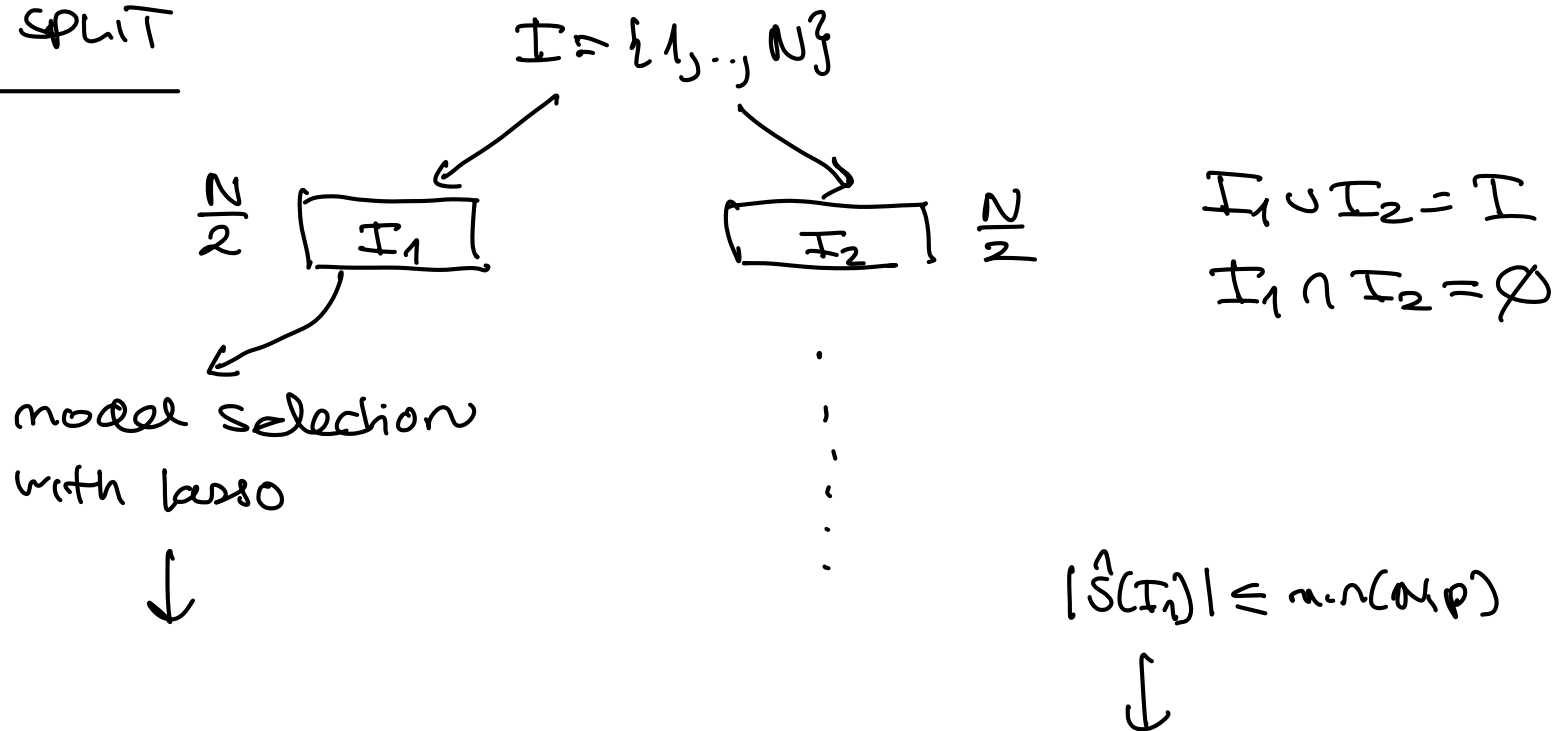 SPLIT
I = {1,..,N}
N/2 I₁
I₂ N/2
I₁ ∪ I₂ = I
I₁ ∩ I₂ = ∅
model selection
with lasso
|Ŝ(I₁)| ≤ min(N,p)